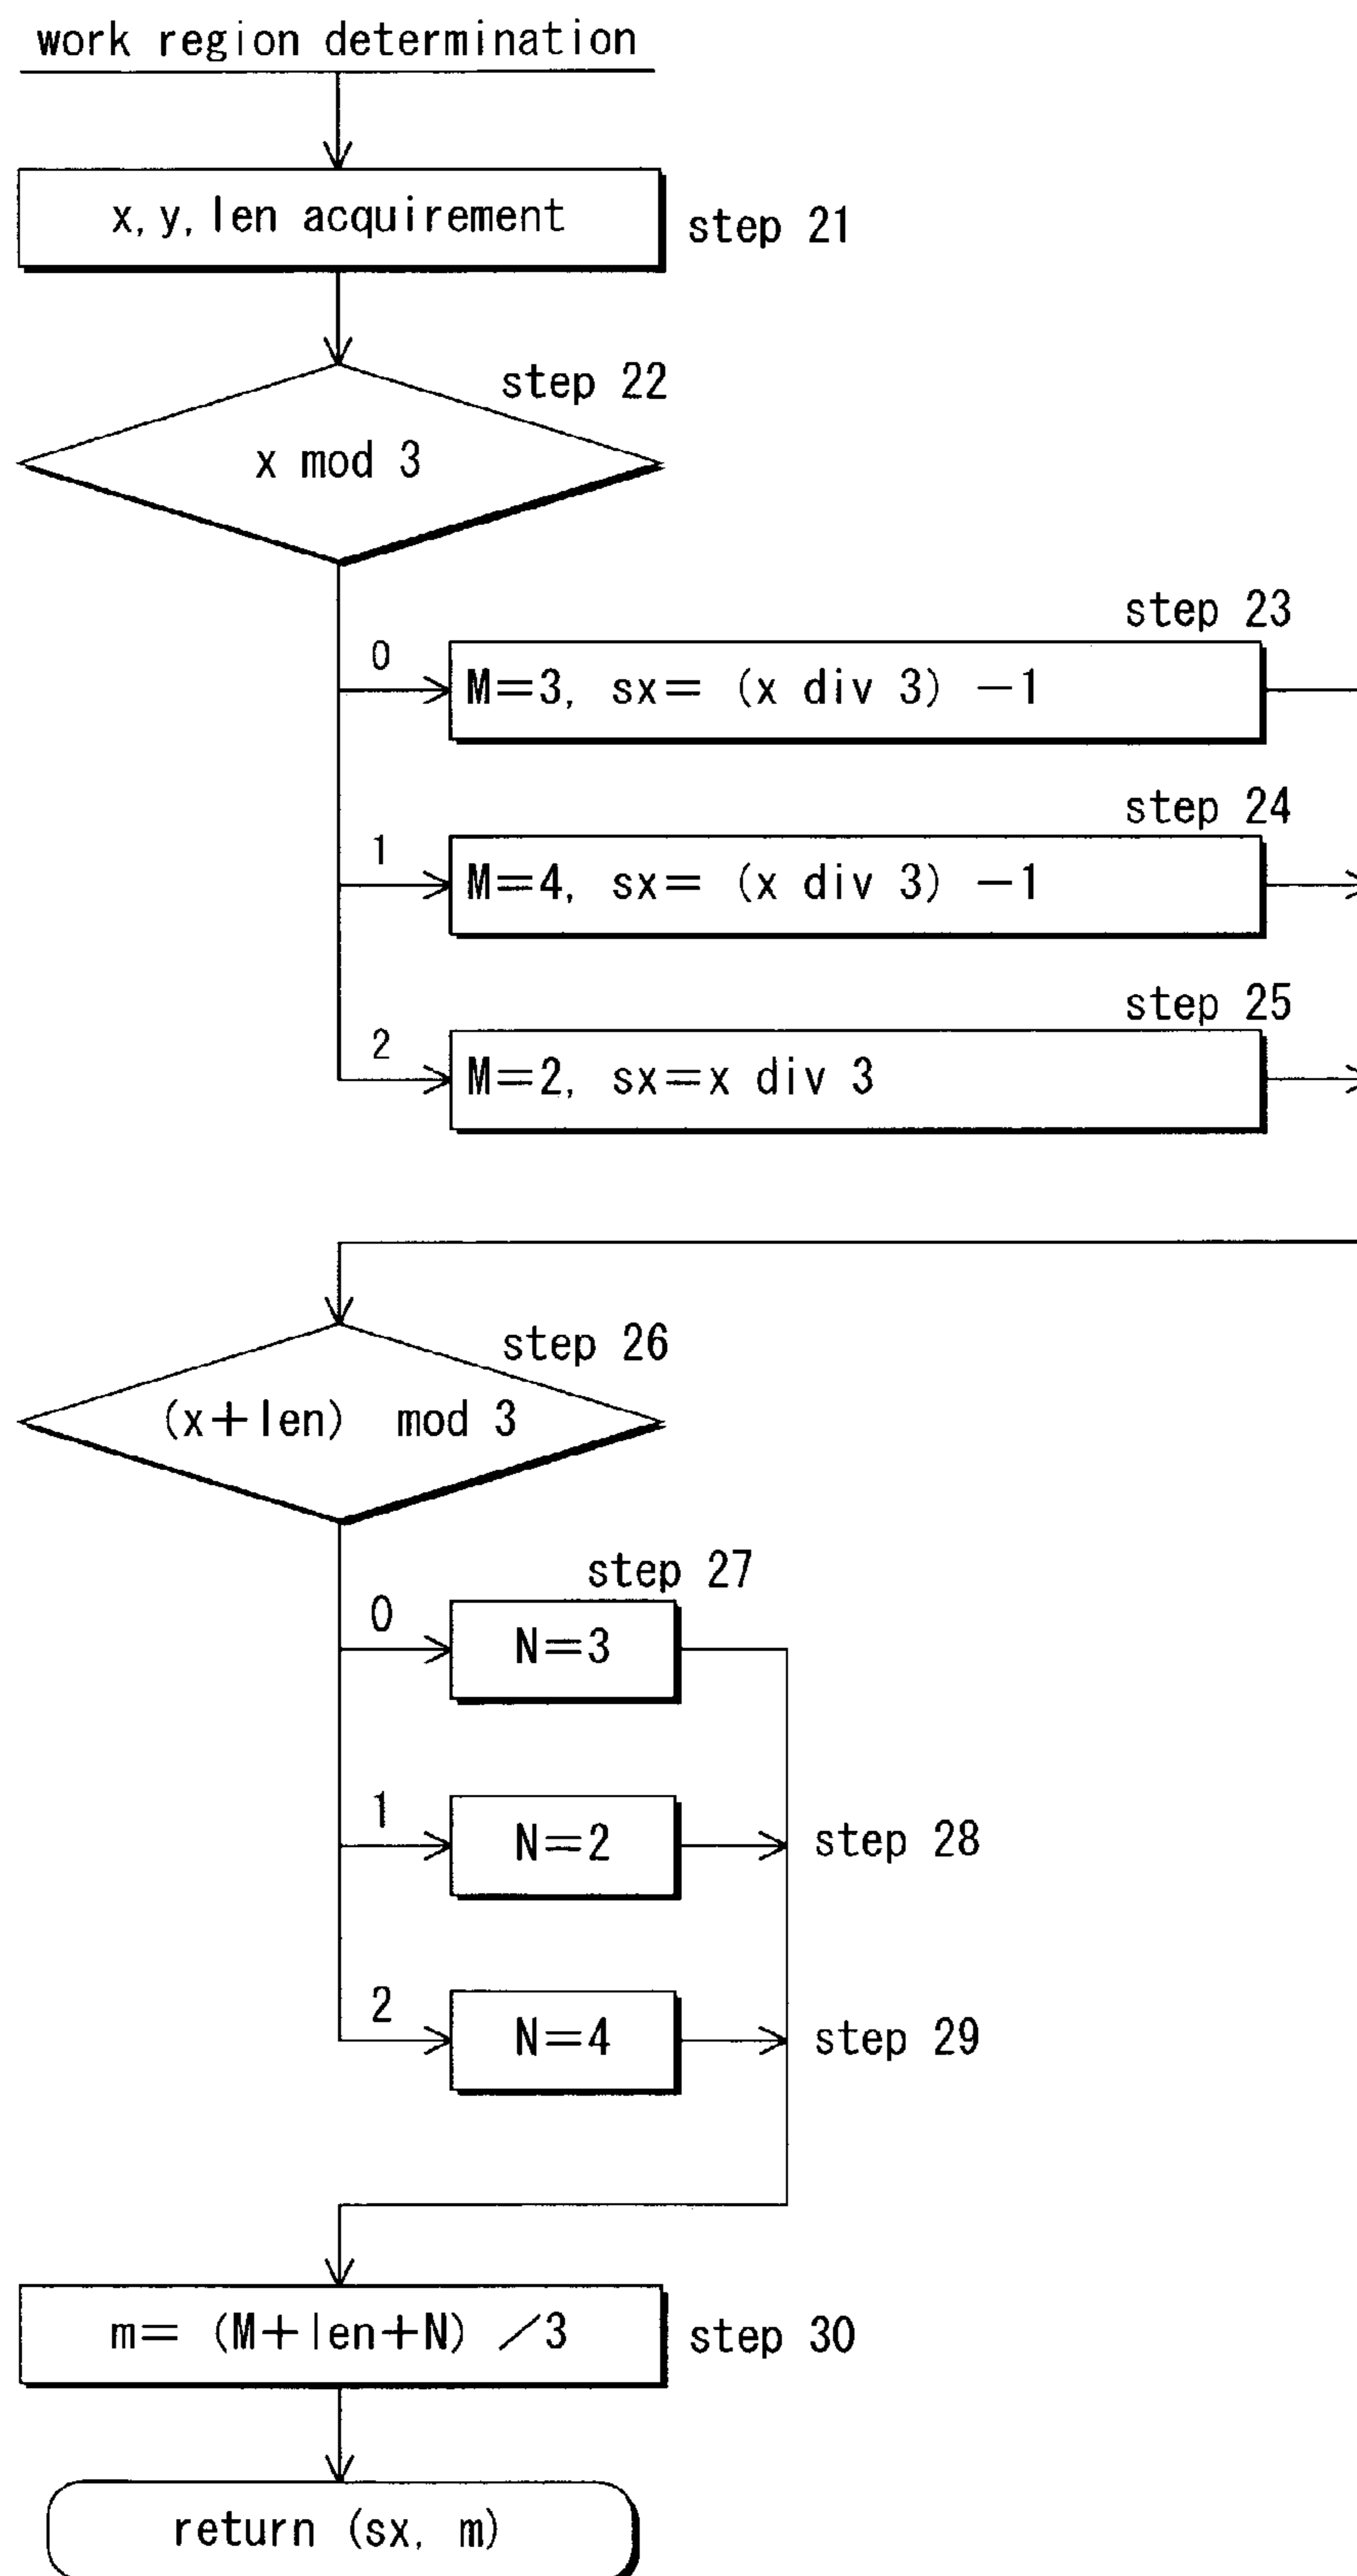 work region determination
x, y, len acquirement
step 21
step 22
x mod 3
step 23
0
M=3, sx= (x div 3) −1
step 24
1
M=4, sx= (x div 3) −1
step 25
2
M=2, sx=x div 3
step 26
(x+len) mod 3
step 27
0
N=3
1
N=2
step 28
2
N=4
step 29
m= (M+len+N) /3
step 30
return (sx, m)